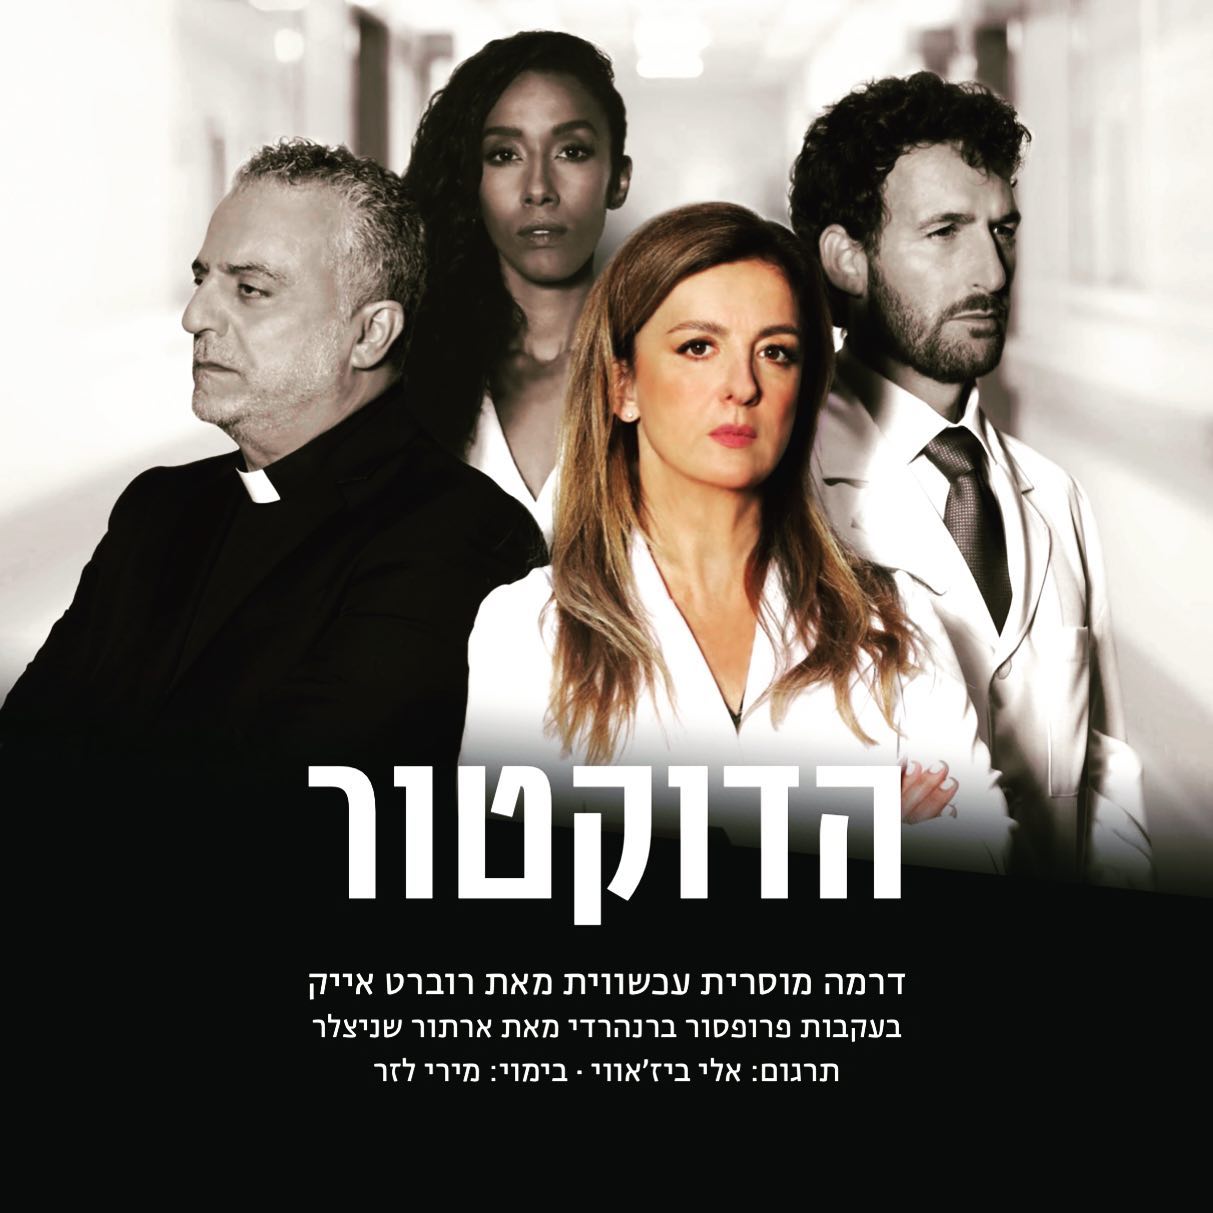 הדוקטור
דרמה מוסרית עכשווית מאת רוברט אייק
בעקבות פרופסור ברנהרדי מאת ארתור שניצלר
תרגום: אלי ביז'אווי · בימוי: מירי לזר